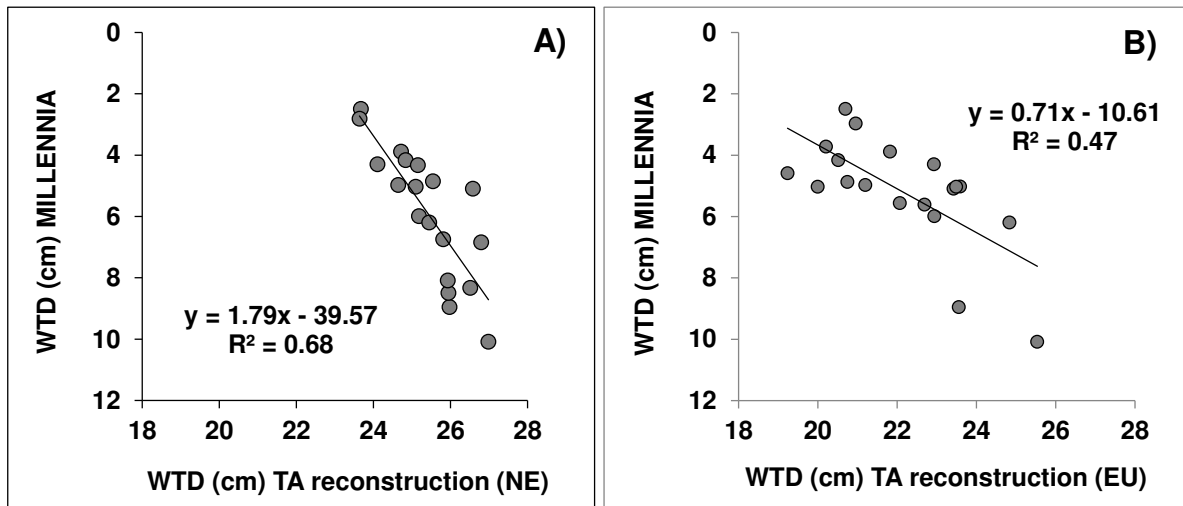 A)
WTD (cm) MILLENNIA
0
2
4
6
8
10
12
y = 1.79x - 39.57
R² = 0.68
18 20 22 24 26 28
WTD (cm) TA reconstruction (NE)
B)
WTD (cm) MILLENNIA
0
2
4
6
8
10
12
y = 0.71x - 10.61
R² = 0.47
18 20 22 24 26 28
WTD (cm) TA reconstruction (EU)